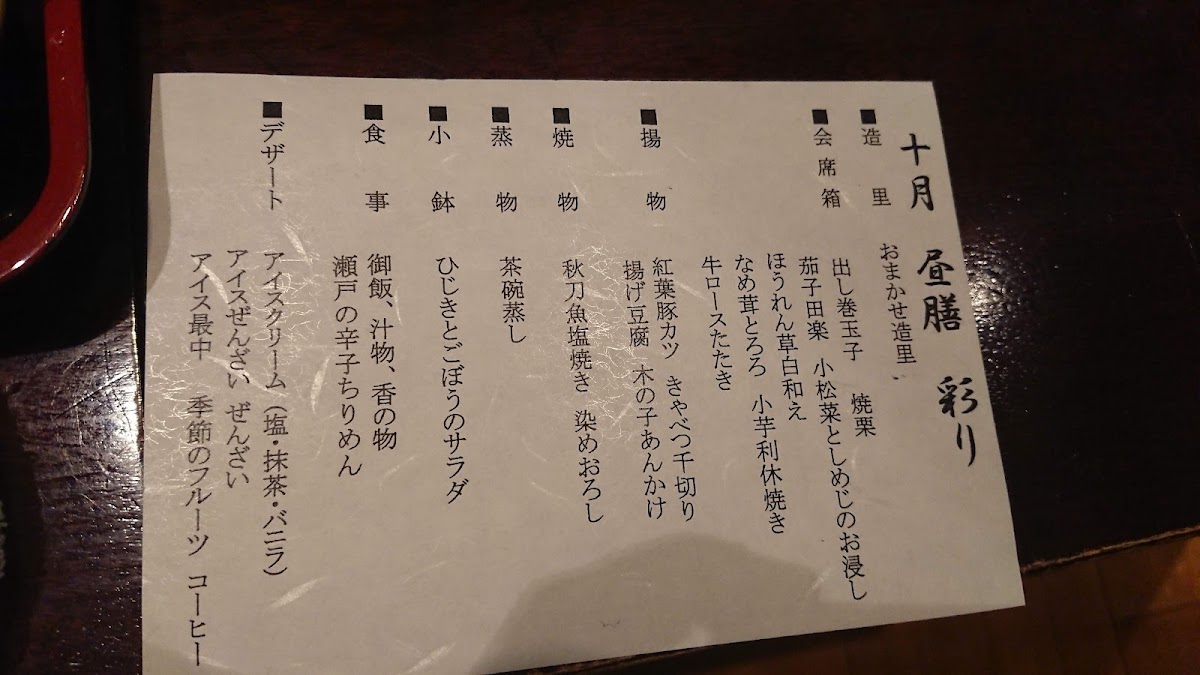 十月 昼膳 彩り
■造里 おまかせ造里
■会席箱 出し巻玉子 焼栗
茄子田楽 小松菜としめじのお浸し
ほうれん草白和え
なめ茸とろろ 小芋利休焼き
牛ロースたたき
■揚物 紅葉豚カツ きゃべつ千切り
揚げ豆腐 木の子あんかけ
■焼物 秋刀魚塩焼き 染めおろし
■蒸物 茶碗蒸し
■小鉢 ひじきとごぼうのサラダ
■食事 御飯、汁物、香の物
瀬戸の辛子ちりめん
■デザート アイスクリーム（塩・抹茶・バニラ）
アイスぜんざい ぜんざい
アイス最中 季節のフルーツ コーヒー